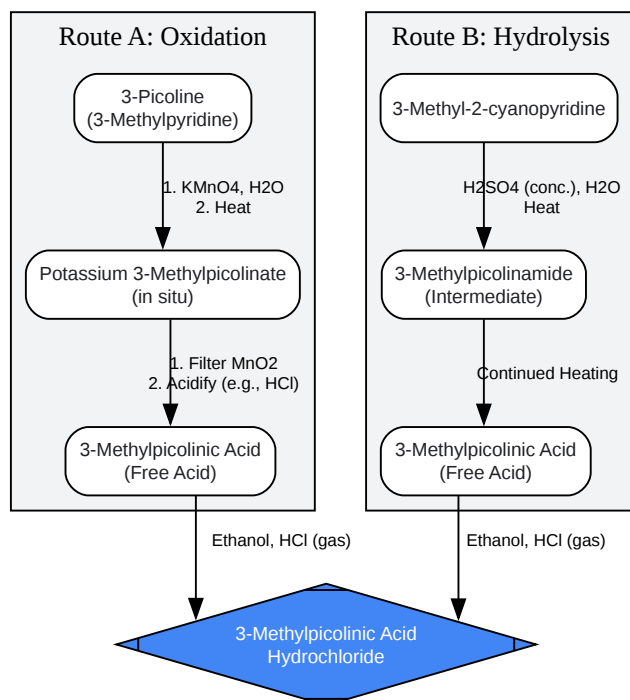 Route A: Oxidation
3-Picoline
(3-Methylpyridine)
1. KMnO4, H2O
2. Heat
Potassium 3-Methylpicolinate
(in situ)
1. Filter MnO2
2. Acidify (e.g., HCl)
3-Methylpicolinic Acid
(Free Acid)
Ethanol, HCl (gas)
Route B: Hydrolysis
3-Methyl-2-cyanopyridine
H2SO4 (conc.), H2O
Heat
3-Methylpicolinamide
(Intermediate)
Continued Heating
3-Methylpicolinic Acid
(Free Acid)
Ethanol, HCl (gas)
3-Methylpicolinic Acid
Hydrochloride